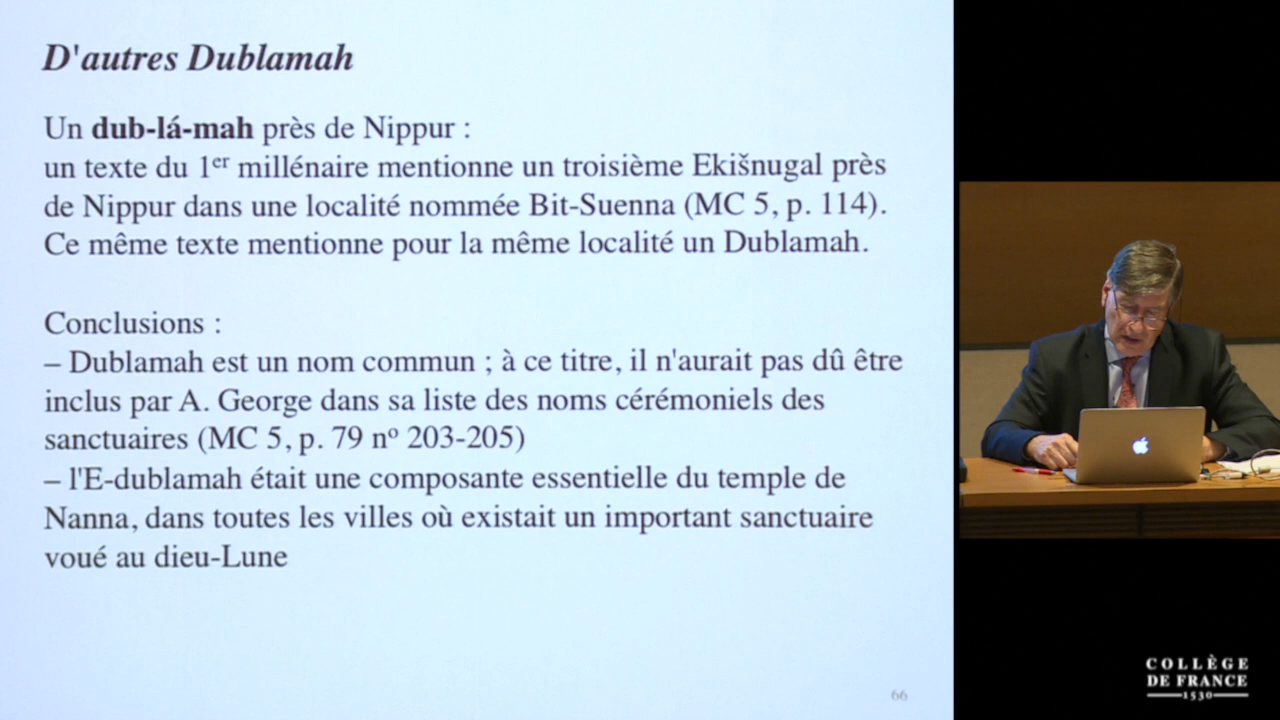 D'autres Dublamah
Un dub-lá-mah près de Nippur :
un texte du 1er millénaire mentionne un troisième Ekišnugal près
de Nippur dans une localité nommée Bit-Suenna (MC 5, p. 114).
Ce même texte mentionne pour la même localité un Dublamah.
Conclusions :
– Dublamah est un nom commun ; à ce titre, il n'aurait pas dû être
inclus par A. George dans sa liste des noms cérémoniels des
sanctuaires (MC 5, p. 79 nº 203-205)
– l'E-dublamah était une composante essentielle du temple de
Nanna, dans toutes les villes où existait un important sanctuaire
voué au dieu-Lune
66
COLLÈGE
DE FRANCE
1530